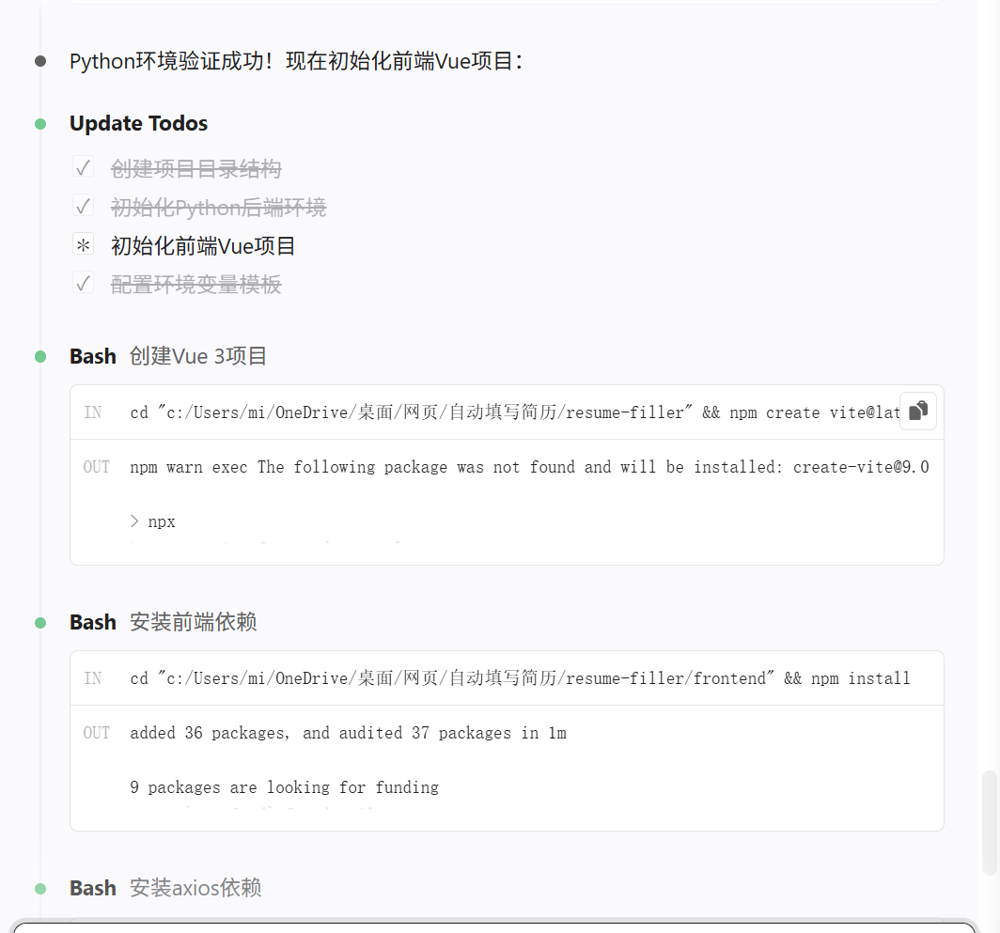 Python环境验证成功！现在初始化前端Vue项目：
Update Todos
创建项目目录结构
初始化Python后端环境
初始化前端Vue项目
配置环境变量模板
Bash 创建Vue 3项目
IN cd "c:/Users/mi/OneDrive/桌面/网页/自动填写简历/resume-filler" && npm create vite@lat
OUT npm warn exec The following package was not found and will be installed: create-vite@9.0
> npx
Bash 安装前端依赖
IN cd "c:/Users/mi/OneDrive/桌面/网页/自动填写简历/resume-filler/frontend" && npm install
OUT added 36 packages, and audited 37 packages in 1m
9 packages are looking for funding
Bash 安装axios依赖